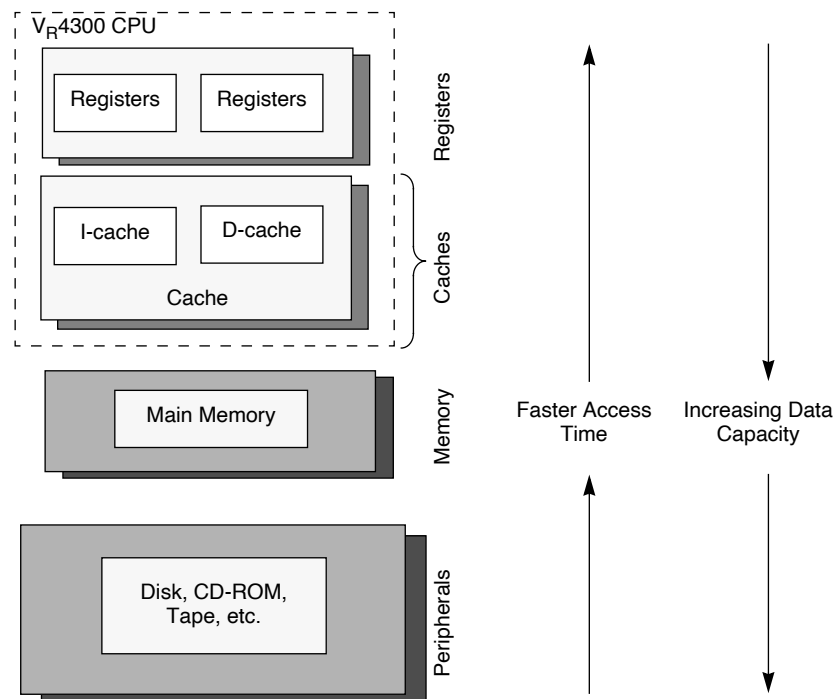 VR4300 CPU
Registers
Registers
Registers
I-cache
D-cache
Cache
Caches
Main Memory
Memory
Faster Access
Time
Increasing Data
Capacity
Disk, CD-ROM,
Tape, etc.
Peripherals